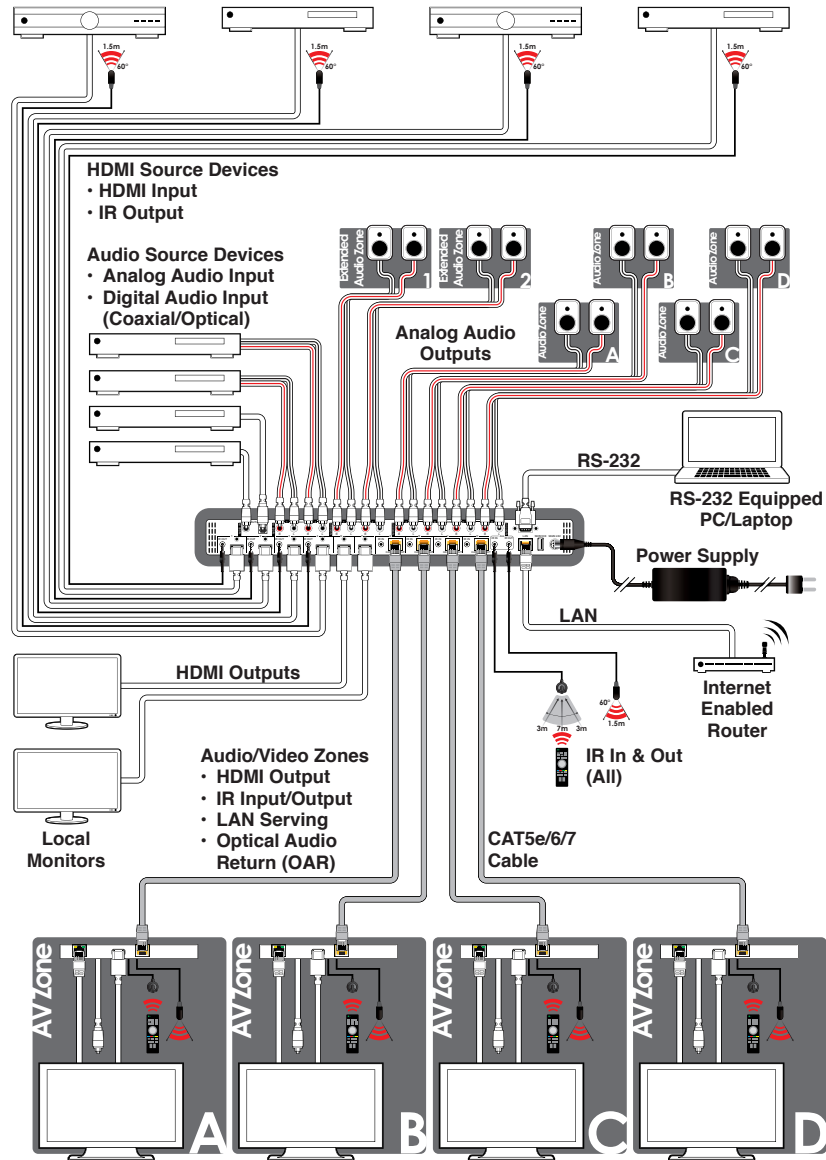 1.5m
60°
1.5m
60°
1.5m
60°
1.5m
60°
HDMI Source Devices
· HDMI Input
· IR Output
Audio Source Devices
· Analog Audio Input
· Digital Audio Input
(Coaxial/Optical)
Extended
Audio Zone
1
Extended
Audio Zone
2
Audio Zone
B
Audio Zone
D
Audio Zone
A
Audio Zone
C
Analog Audio
Outputs
RS-232
RS-232 Equipped
PC/Laptop
Power Supply
LAN
Internet
Enabled
Router
HDMI Outputs
Local
Monitors
3m 7m 3m
60°
1.5m
IR In & Out
(All)
Audio/Video Zones
· HDMI Output
· IR Input/Output
· LAN Serving
· Optical Audio
Return (OAR)
CAT5e/6/7
Cable
AV Zone
A
AV Zone
B
AV Zone
C
AV Zone
D